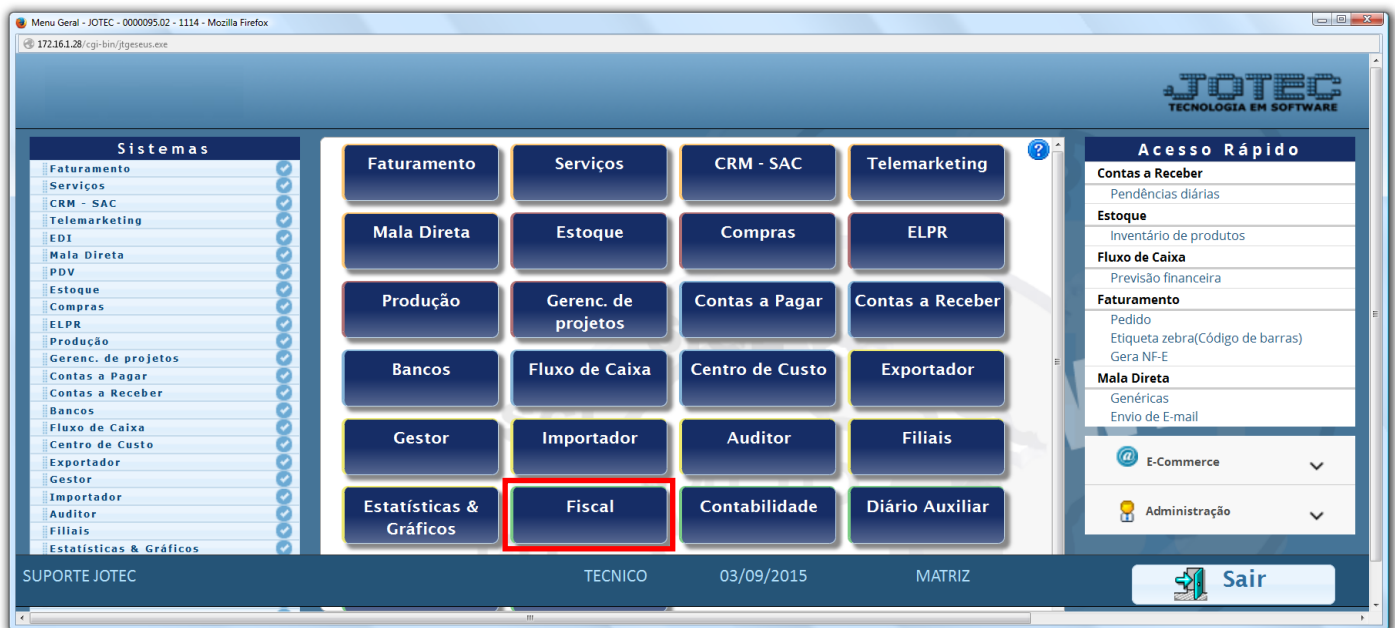 Menu Geral - JOTEC - 0000095.02 - 1114 - Mozilla Firefox
172.16.1.28/cgi-bin/jtgeseus.exe
JOTEC
TECNOLOGIA EM SOFTWARE
Sistemas
Faturamento
Serviços
CRM - SAC
Telemarketing
EDI
Mala Direta
PDV
Estoque
Compras
ELPR
Produção
Gerenc. de projetos
Contas a Pagar
Contas a Receber
Bancos
Fluxo de Caixa
Centro de Custo
Exportador
Gestor
Importador
Auditor
Filiais
Estatísticas & Gráficos
Faturamento
Serviços
CRM - SAC
Telemarketing
Mala Direta
Estoque
Compras
ELPR
Produção
Gerenc. de
projetos
Contas a Pagar
Contas a Receber
Bancos
Fluxo de Caixa
Centro de Custo
Exportador
Gestor
Importador
Auditor
Filiais
Estatísticas &
Gráficos
Fiscal
Contabilidade
Diário Auxiliar
?
Acesso Rápido
Contas a Receber
Pendências diárias
Estoque
Inventário de produtos
Fluxo de Caixa
Previsão financeira
Faturamento
Pedido
Etiqueta zebra(Código de barras)
Gera NF-E
Mala Direta
Genéricas
Envio de E-mail
@ E-Commerce
Administração
SUPORTE JOTEC
TECNICO
03/09/2015
MATRIZ
Sair